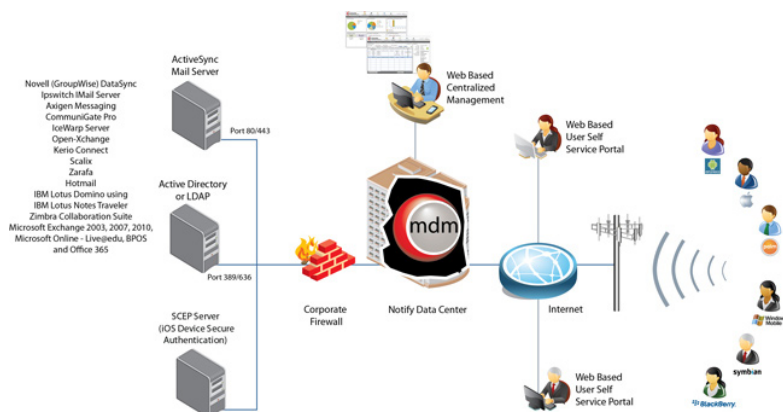 ActiveSync
Mail Server
Novell (GroupWise) DataSync
Ipswitch IMail Server
Axigen Messaging
CommuniGate Pro
IceWarp Server
Open-Xchange
Kerio Connect
Scalix
Zarafa
Hotmail
IBM Lotus Domino using
IBM Lotus Notes Traveler
Zimbra Collaboration Suite
Microsoft Exchange 2003, 2007, 2010,
Microsoft Online - Live@edu, BPOS
and Office 365
Port 80/443
Active Directory
or LDAP
Port 389/636
SCEP Server
(iOS Device Secure
Authentication)
Corporate
Firewall
mdm
Notify Data Center
Web Based
Centralized
Management
Web Based
User Self
Service Portal
Internet
Web Based
User Self
Service Portal
Windows
Mobile
symbian
BlackBerry